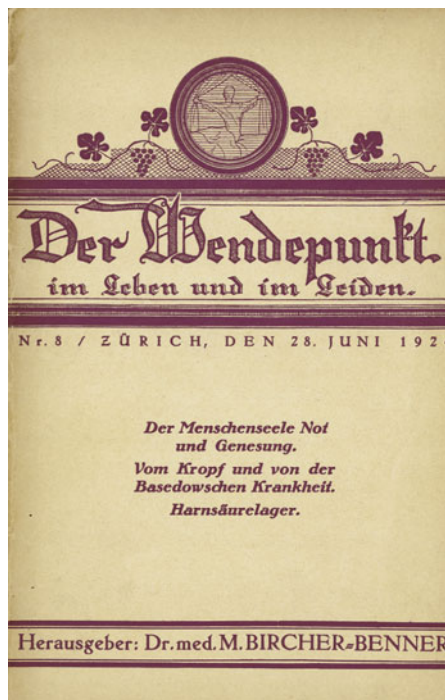 Der Wendepunkt.
im Leben und im Leiden.
Nr. 8 / ZÜRICH, DEN 28. JUNI 192
Der Menschenseele Not
und Genesung.
Vom Kropf und von der
Basedowschen Krankheit.
Harnsäurelager.
Herausgeber: Dr. med. M. BIRCHER-BENNER